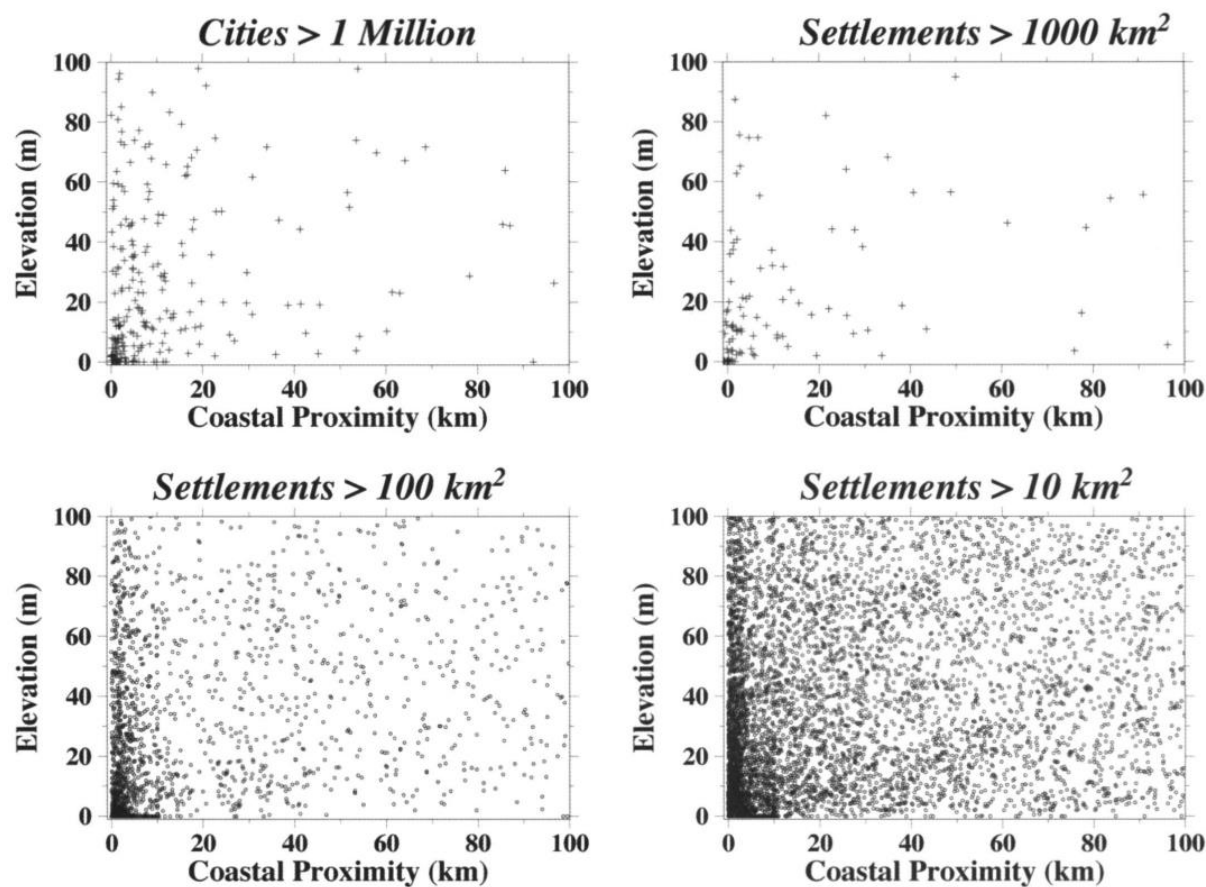 Cities > 1 Million
100
80
60
40
20
0
Elevation (m)
0 20 40 60 80 100
Coastal Proximity (km)
Settlements > 1000 km²
100
80
60
40
20
0
Elevation (m)
0 20 40 60 80 100
Coastal Proximity (km)
Settlements > 100 km²
100
80
60
40
20
0
Elevation (m)
0 20 40 60 80 100
Coastal Proximity (km)
Settlements > 10 km²
100
80
60
40
20
0
Elevation (m)
0 20 40 60 80 100
Coastal Proximity (km)